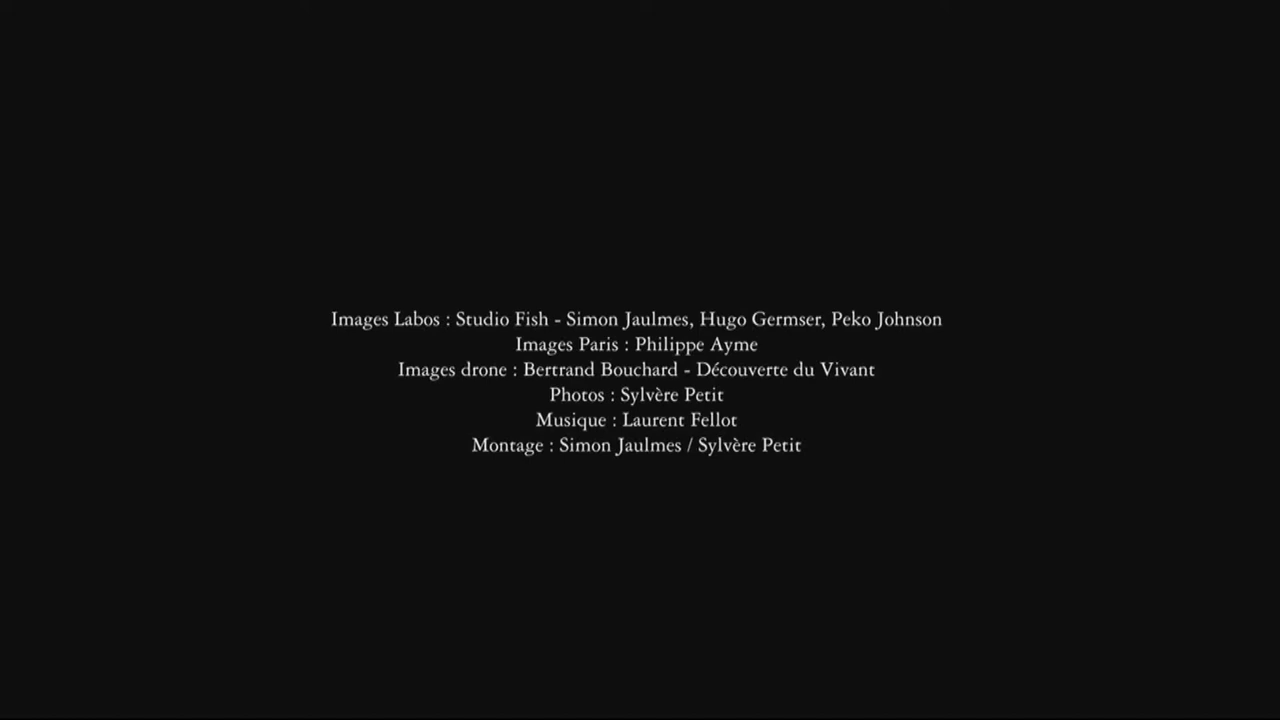 Images Labos : Studio Fish - Simon Jaulmes, Hugo Germser, Peko Johnson
Images Paris : Philippe Ayme
Images drone : Bertrand Bouchard - Découverte du Vivant
Photos : Sylvère Petit
Musique : Laurent Fellot
Montage : Simon Jaulmes / Sylvère Petit